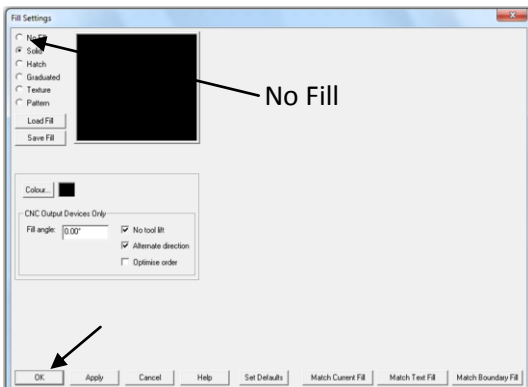 Fill Settings
No Fill
Solid
Hatch
Graduated
Texture
Pattern
Load Fill
Save Fill
No Fill
Colour...
CNC Output Devices Only
Fill angle: 0.00°
No tool lift
Alternate direction
Optimise order
OK Apply Cancel Help Set Defaults Match Current Fill Match Text Fill Match Boundary Fill